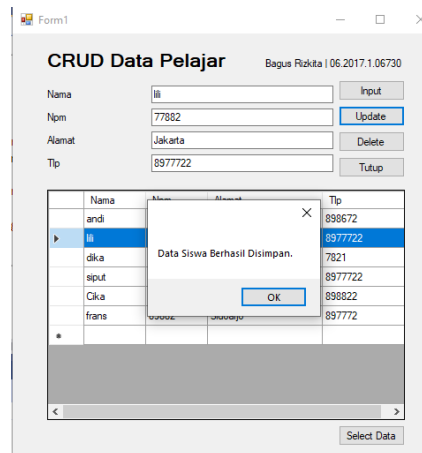 Form1
CRUD Data Pelajar
Bagus Rizkita | 06.2017.1.06730
Nama lili Input
Npm 77882 Update
Alamat Jakarta Delete
Tlp 8977722 Tutup
Nama Tlp
andi 898672
lili 8977722
dika 7821
siput 8977722
Cika 898822
frans 897772
Data Siswa Berhasil Disimpan.
OK
Select Data